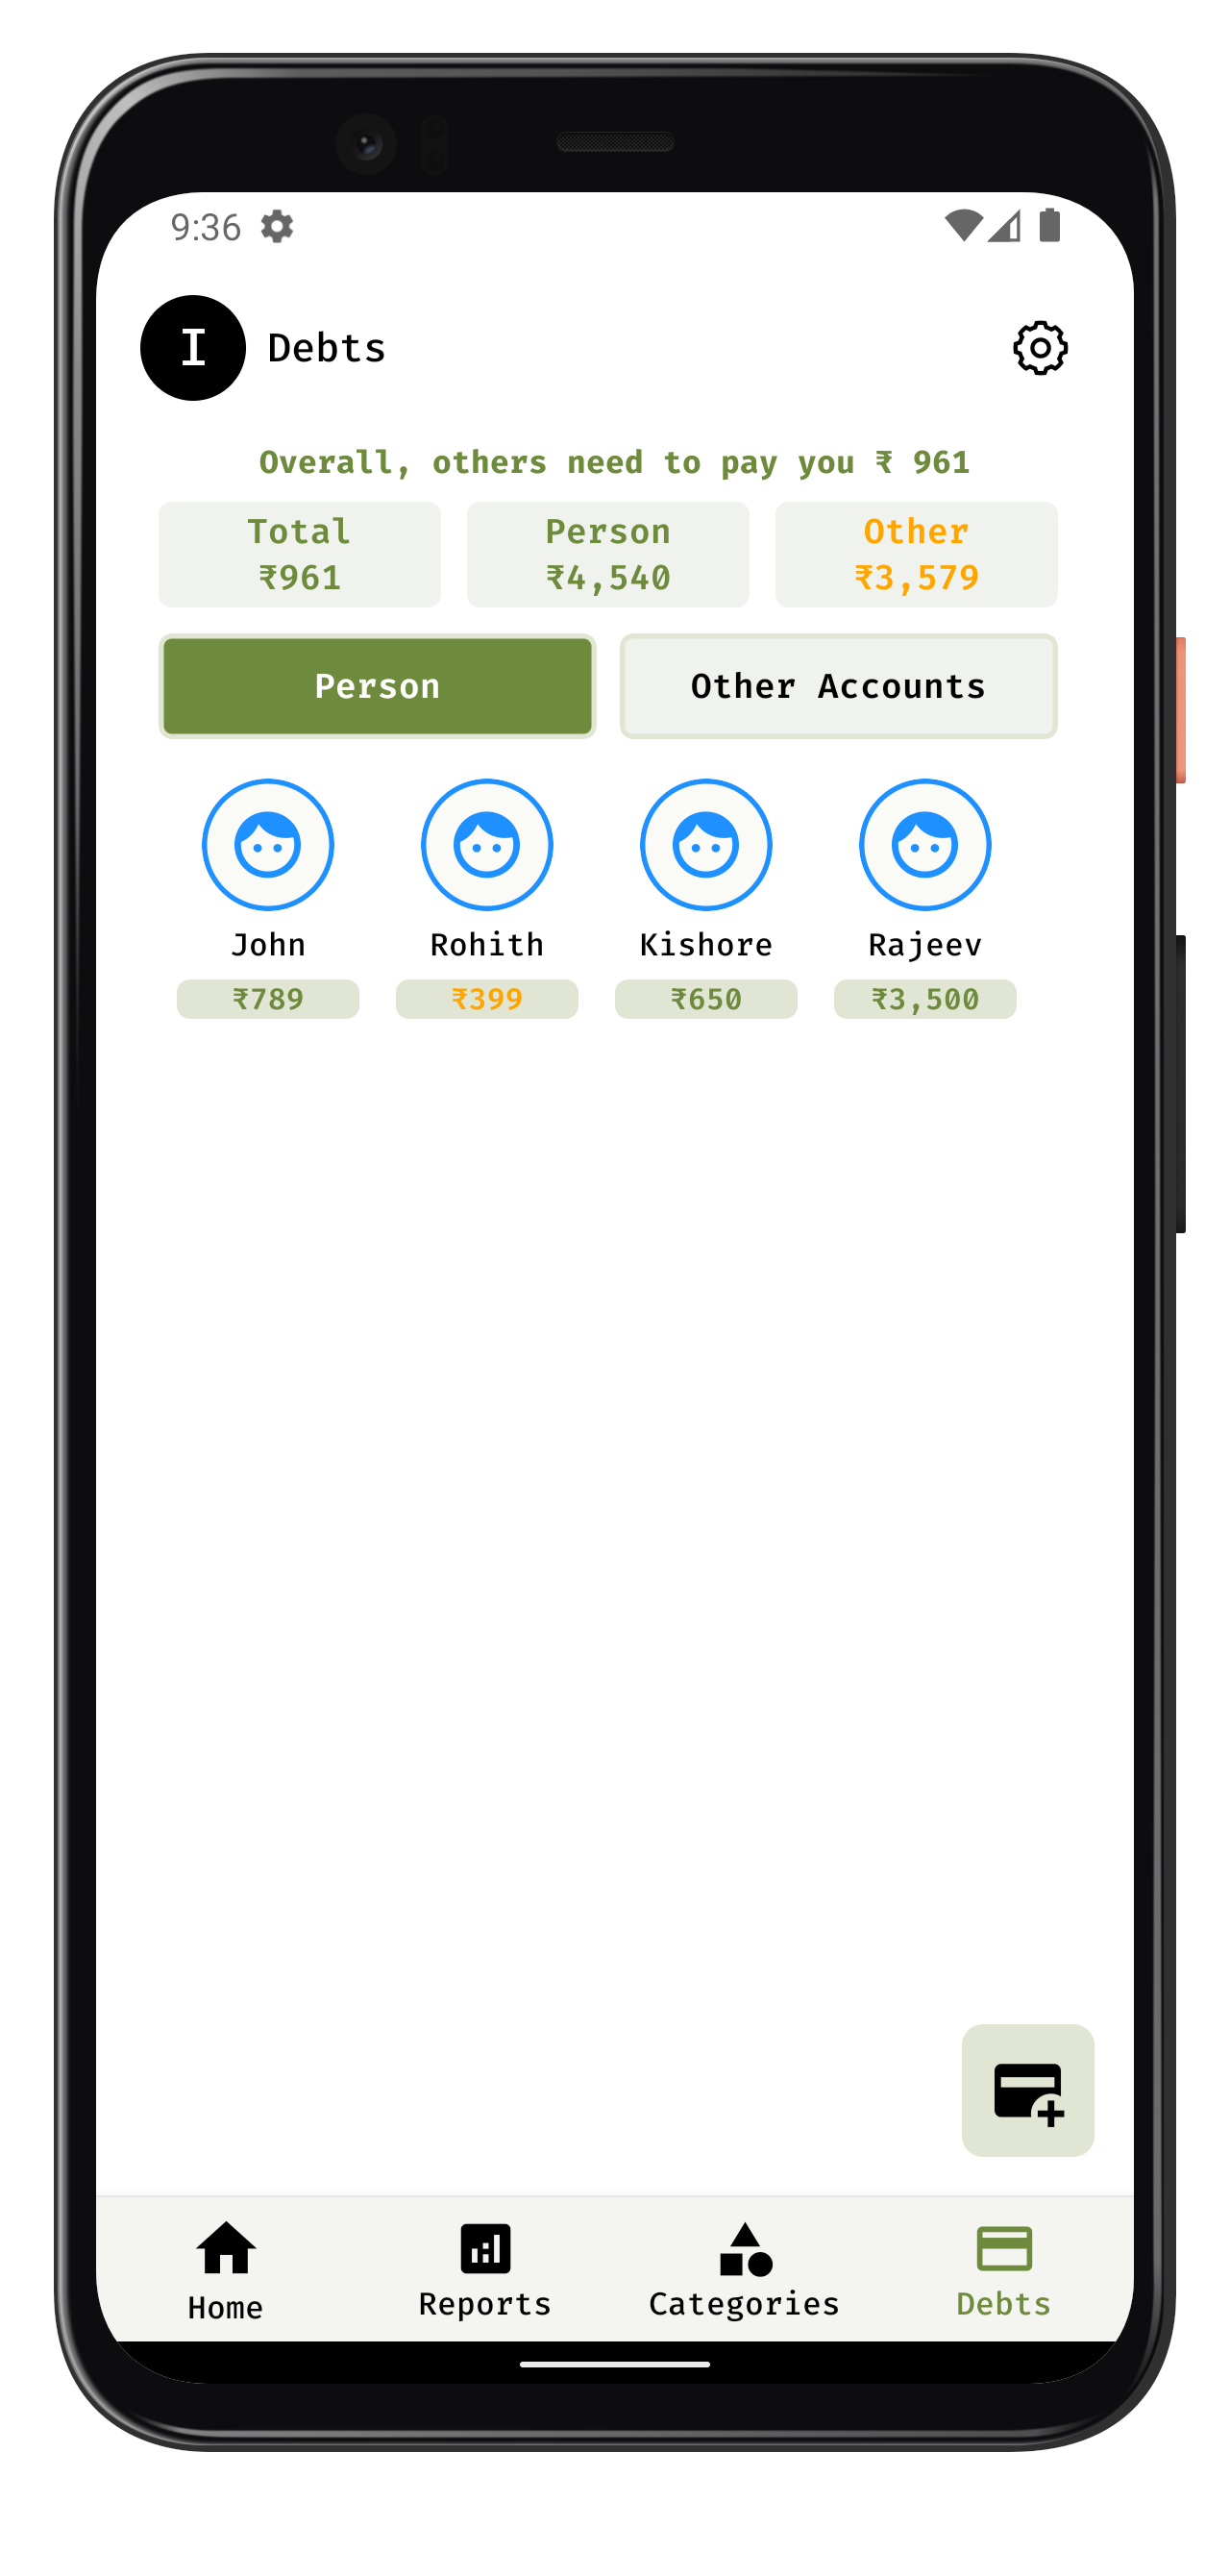 9:36
I Debts
Overall, others need to pay you ₹ 961
Total Person Other
₹961 ₹4,540 ₹3,579
Person Other Accounts
John Rohith Kishore Rajeev
₹789 ₹399 ₹650 ₹3,500
Home Reports Categories Debts